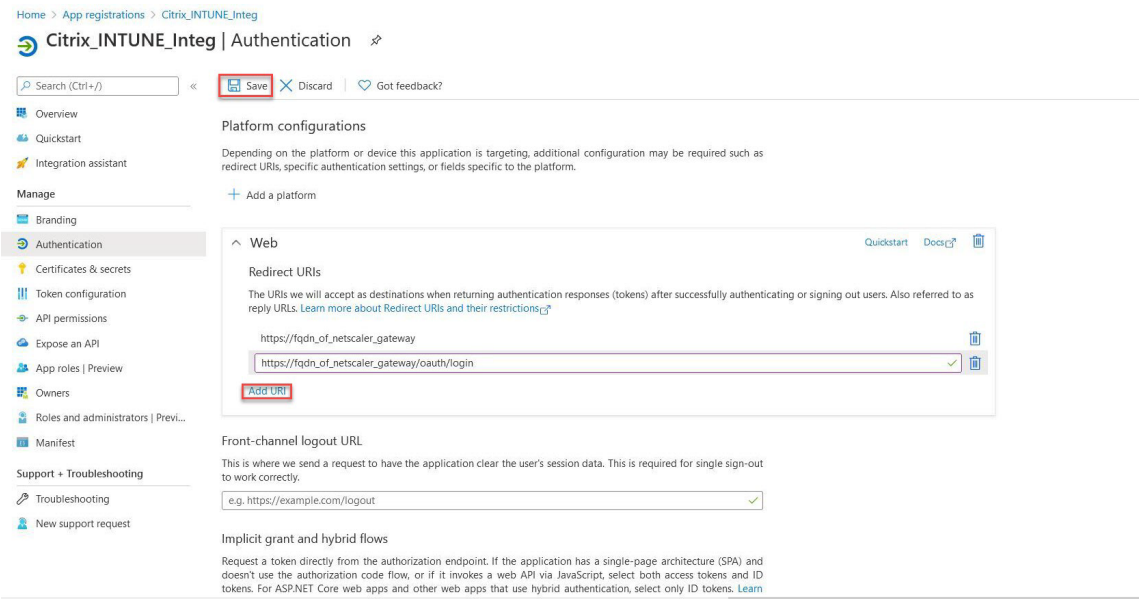 Home > App registrations > Citrix_INTUNE_Integ
Citrix_INTUNE_Integ | Authentication
Search (Ctrl+/)
«
Save
Discard
Got feedback?
Overview
Quickstart
Integration assistant
Manage
Branding
Authentication
Certificates & secrets
Token configuration
API permissions
Expose an API
App roles | Preview
Owners
Roles and administrators | Previ...
Manifest
Support + Troubleshooting
Troubleshooting
New support request
Platform configurations
Depending on the platform or device this application is targeting, additional configuration may be required such as
redirect URIs, specific authentication settings, or fields specific to the platform.
Add a platform
Web
Quickstart
Docs
Redirect URIs
The URIs we will accept as destinations when returning authentication responses (tokens) after successfully authenticating or signing out users. Also referred to as
reply URLs. Learn more about Redirect URIs and their restrictions
https://fqdn_of_netscaler_gateway
https://fqdn_of_netscaler_gateway/oauth/login
Add URI
Front-channel logout URL
This is where we send a request to have the application clear the user's session data. This is required for single sign-out
to work correctly.
e.g. https://example.com/logout
Implicit grant and hybrid flows
Request a token directly from the authorization endpoint. If the application has a single-page architecture (SPA) and
doesn't use the authorization code flow, or if it invokes a web API via JavaScript, select both access tokens and ID
tokens. For ASP.NET Core web apps and other web apps that use hybrid authentication, select only ID tokens. Learn